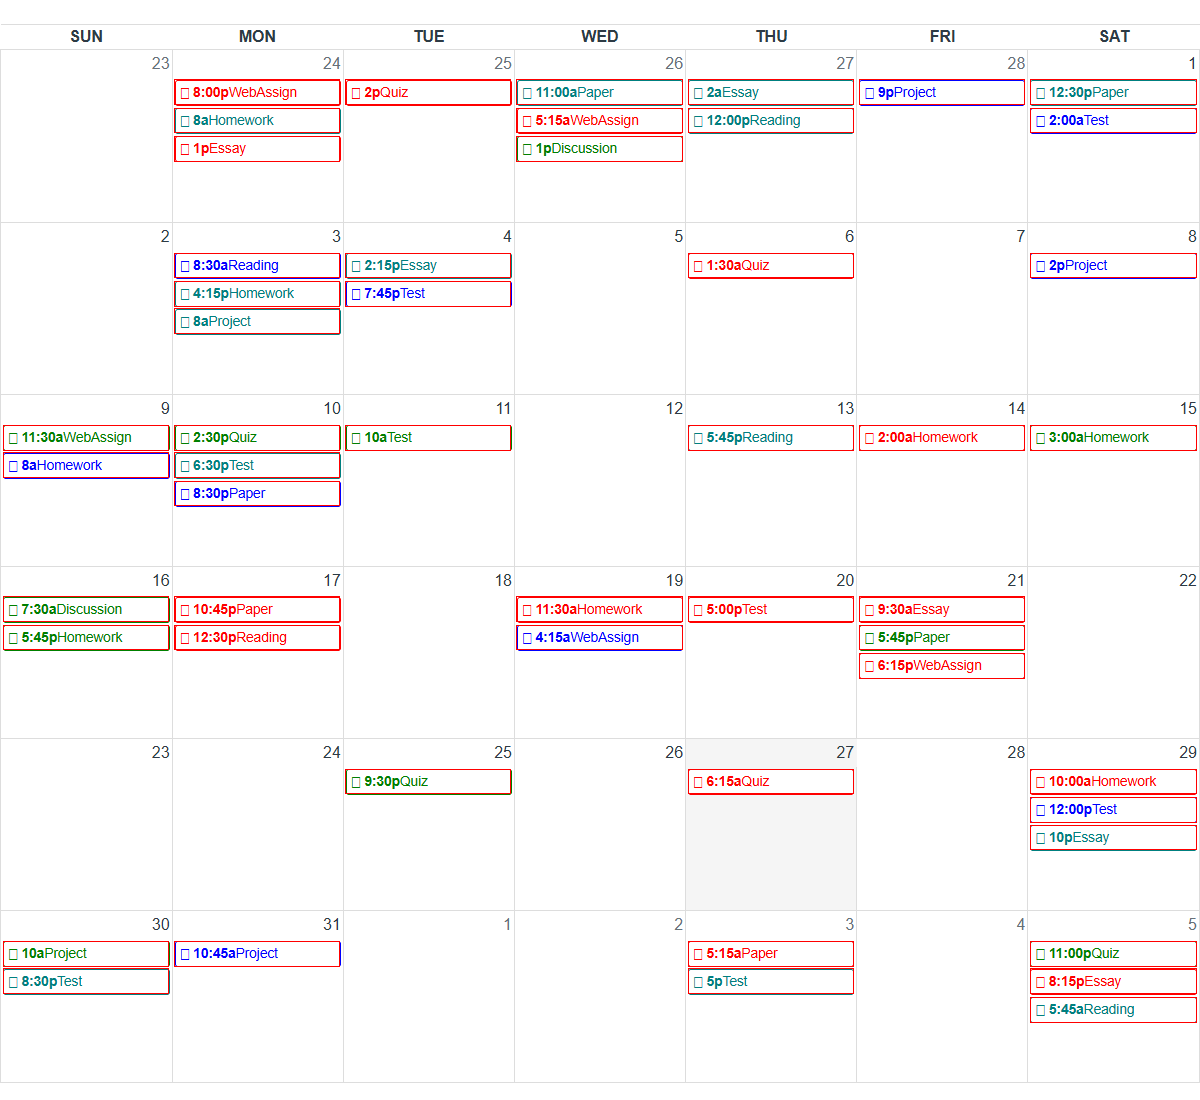 SUN MON TUE WED THU FRI SAT
23 24 25 26 27 28 1
8:00pWebAssign 2pQuiz 11:00aPaper 2aEssay 9pProject 12:30pPaper
8aHomework 5:15aWebAssign 12:00pReading 2:00aTest
1pEssay 1pDiscussion
2 3 4 5 6 7 8
8:30aReading 2:15pEssay 1:30aQuiz 2pProject
4:15pHomework 7:45pTest
8aProject
9 10 11 12 13 14 15
11:30aWebAssign 2:30pQuiz 10aTest 5:45pReading 2:00aHomework 3:00aHomework
8aHomework 6:30pTest
8:30pPaper
16 17 18 19 20 21 22
7:30aDiscussion 10:45pPaper 11:30aHomework 5:00pTest 9:30aEssay
5:45pHomework 12:30pReading 4:15aWebAssign 5:45pPaper
6:15pWebAssign
23 24 25 26 27 28 29
9:30pQuiz 6:15aQuiz 10:00aHomework
12:00pTest
10pEssay
30 31 1 2 3 4 5
10aProject 10:45aProject 5:15aPaper 11:00pQuiz
8:30pTest 5pTest 8:15pEssay
5:45aReading